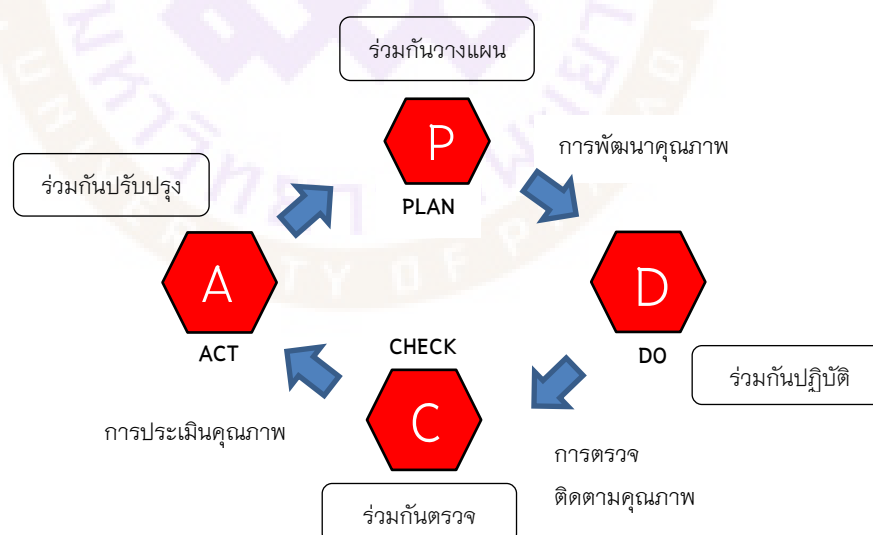 ร่วมกันวางแผน
P
การพัฒนาคุณภาพ
ร่วมกันปรับปรุง
PLAN
A
D
ACT
CHECK
DO
ร่วมกันปฏิบัติ
C
การประเมินคุณภาพ
การตรวจ
ติดตามคุณภาพ
ร่วมกันตรวจ